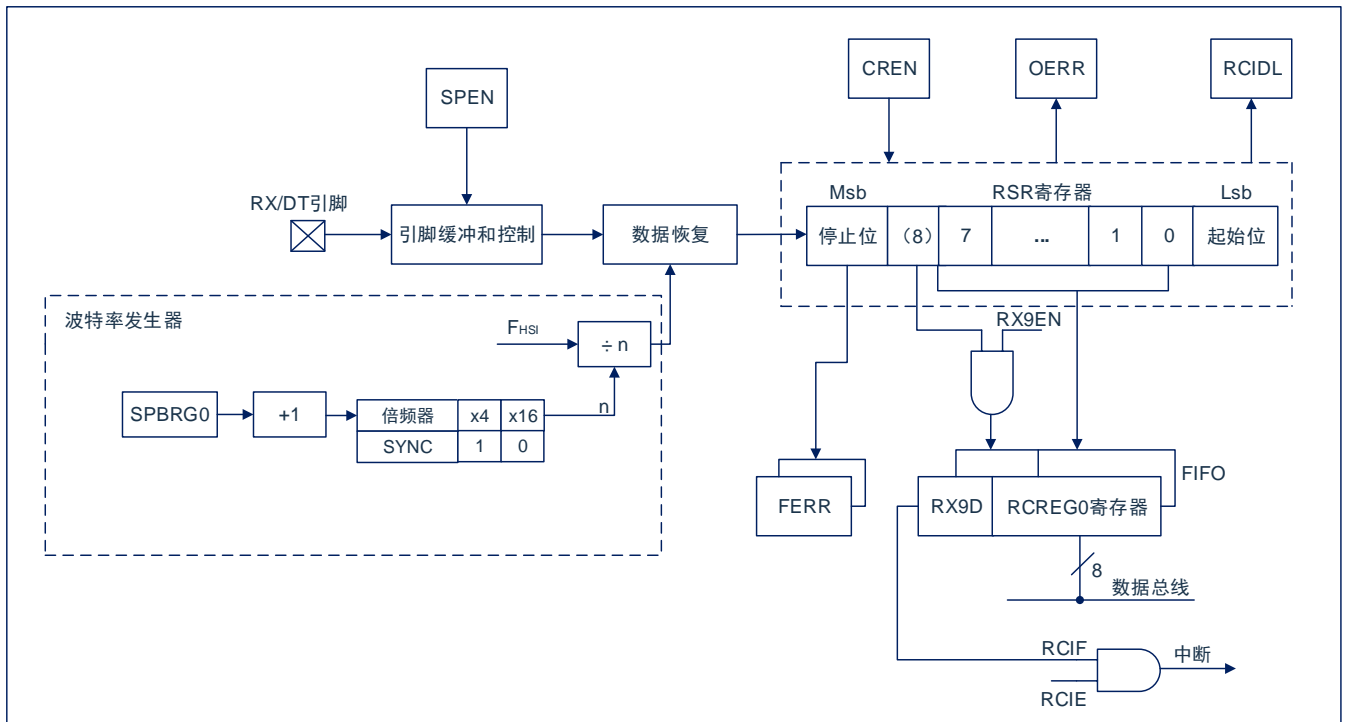 CREN
OERR
RCIDL
SPEN
Msb
RSR寄存器
Lsb
RX/DT引脚
引脚缓冲和控制
数据恢复
停止位
（8）
7
...
1
0
起始位
波特率发生器
FHSI
÷ n
RX9EN
SPBRG0
+1
倍频器
x4
x16
n
SYNC
1
0
FIFO
FERR
RX9D
RCREG0寄存器
8
数据总线
RCIF
中断
RCIE